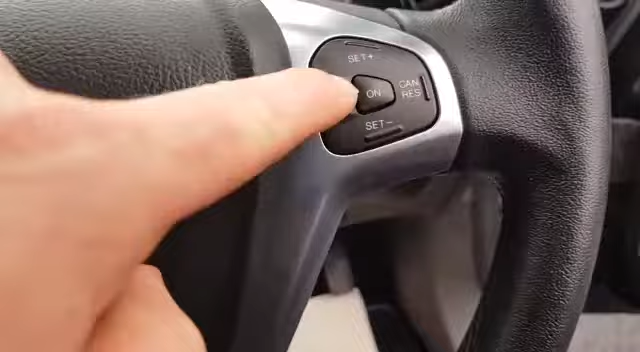 SET+
ON
CAN
RES
SET−